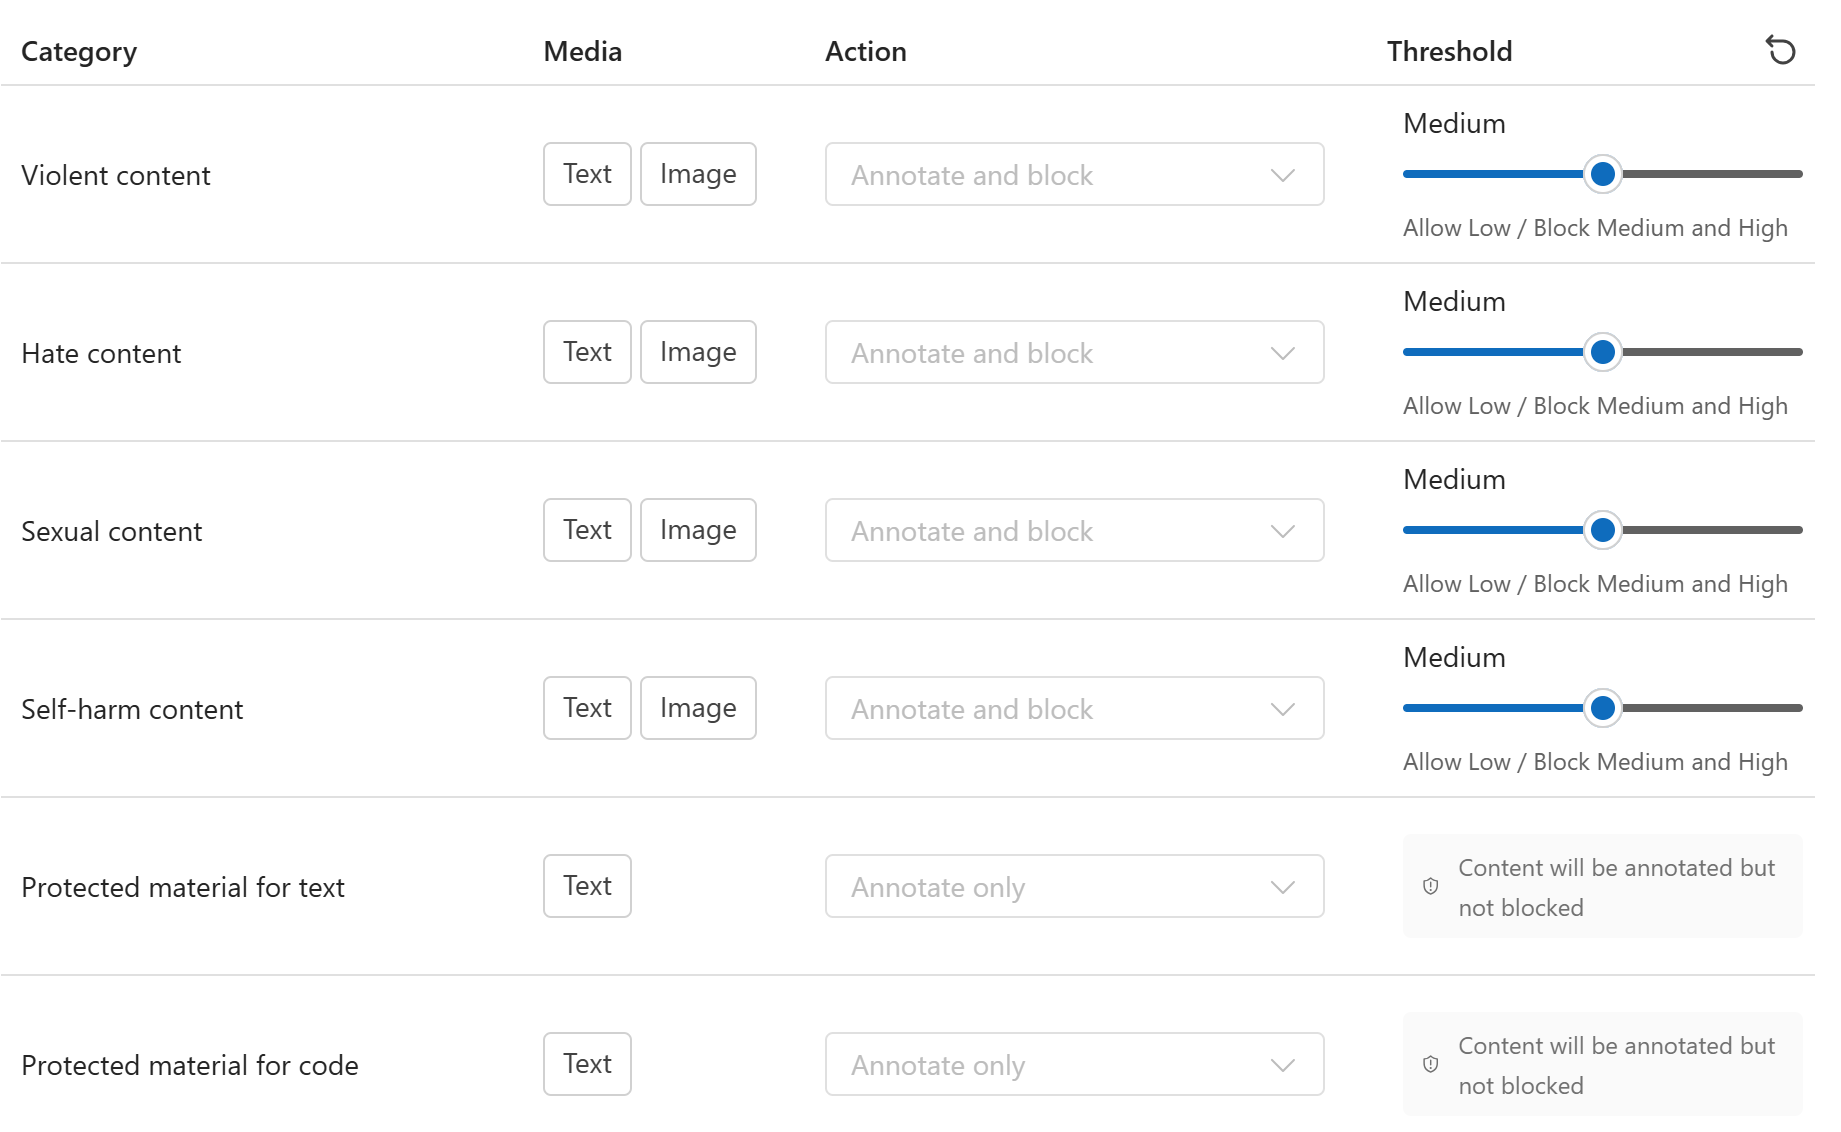 Category Media Action Threshold
Medium
Violent content Text Image Annotate and block
Allow Low / Block Medium and High
Medium
Hate content Text Image Annotate and block
Allow Low / Block Medium and High
Medium
Sexual content Text Image Annotate and block
Allow Low / Block Medium and High
Medium
Self-harm content Text Image Annotate and block
Allow Low / Block Medium and High
Protected material for text Text Annotate only Content will be annotated but
not blocked
Protected material for code Text Annotate only Content will be annotated but
not blocked